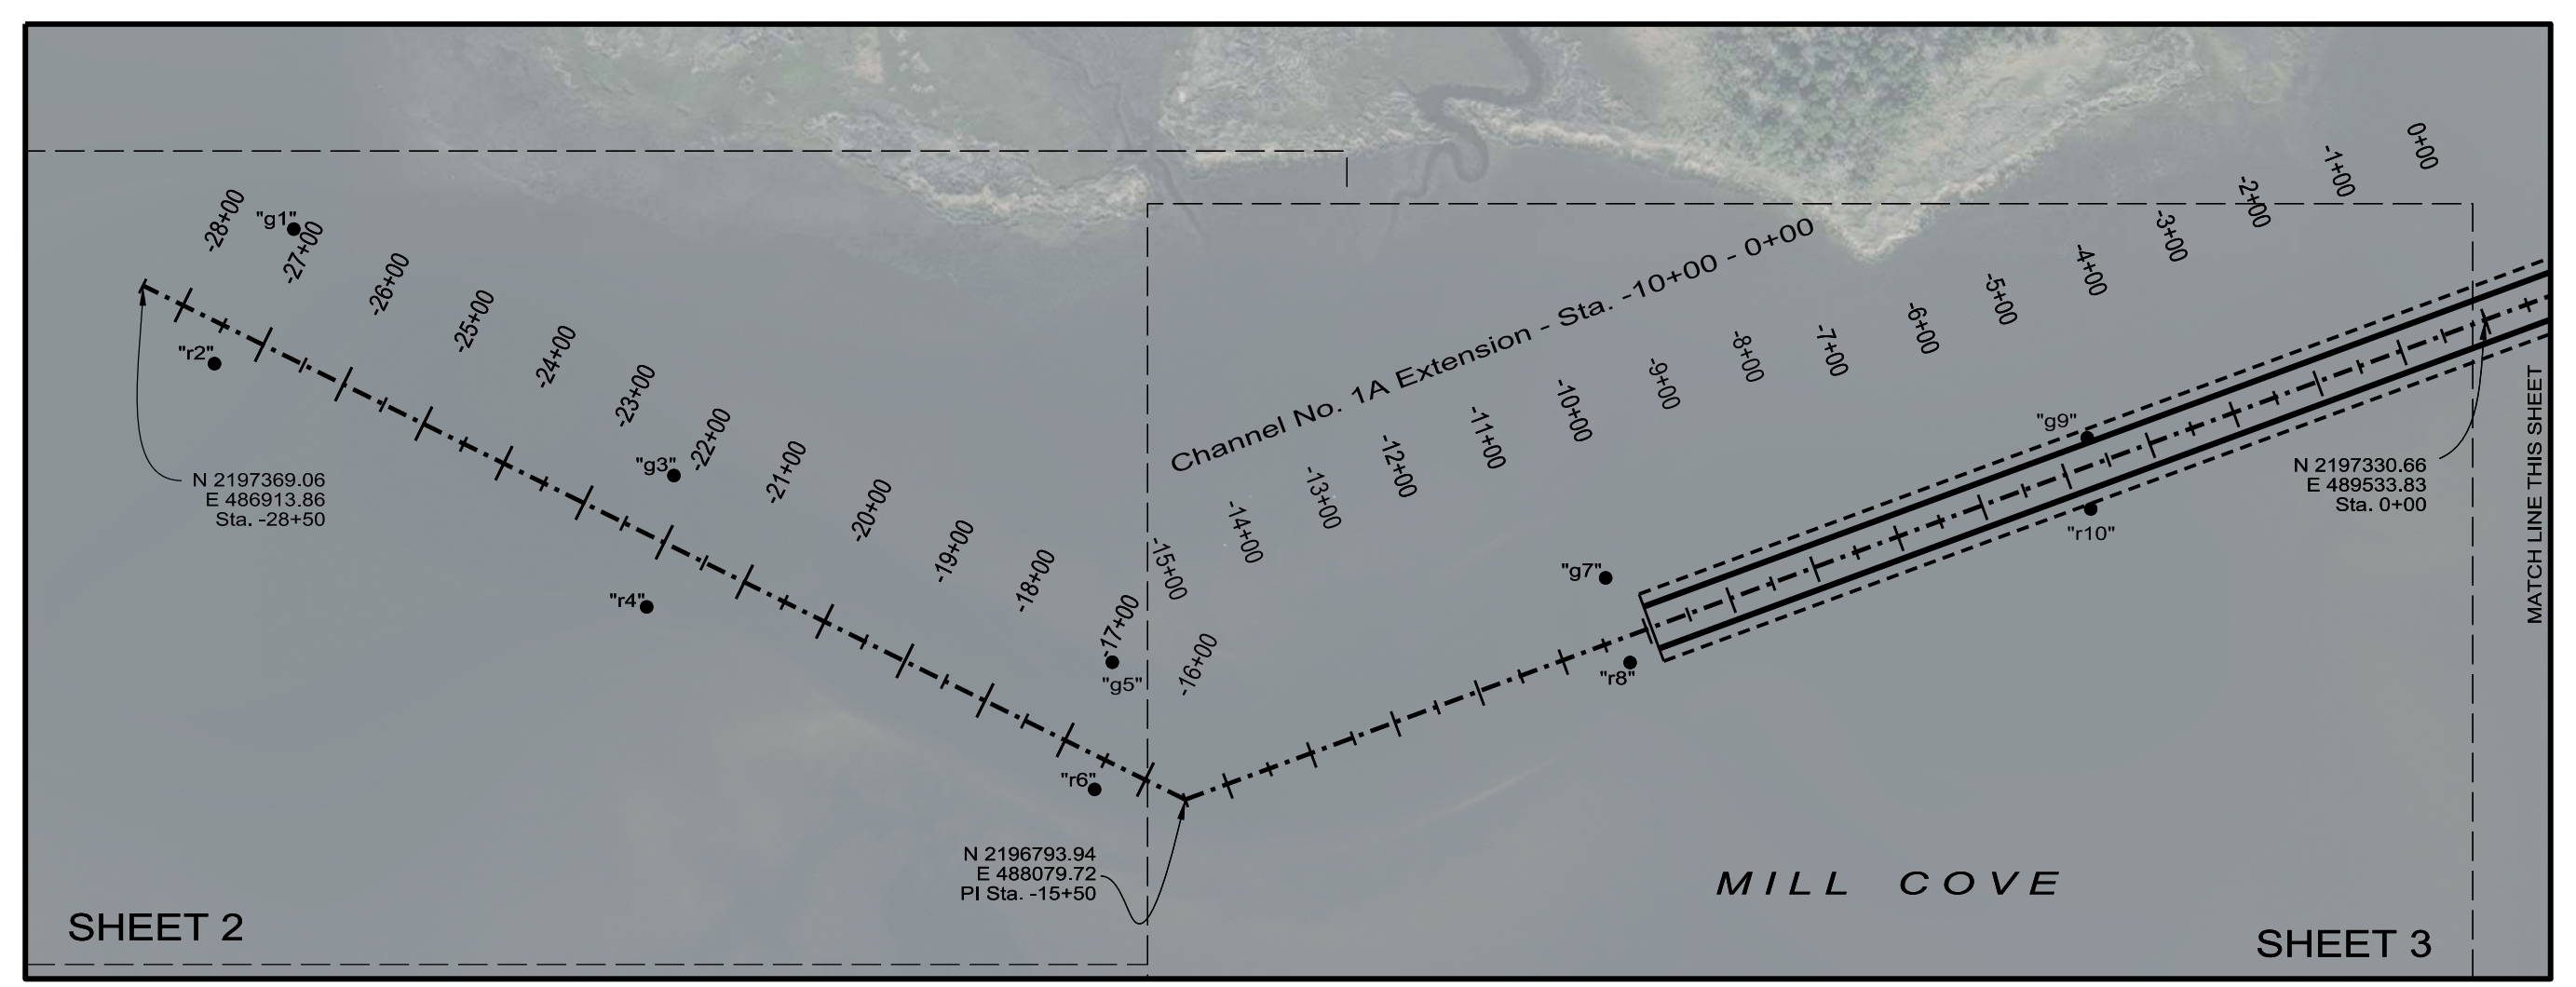 -28+00
"g1"
-27+00
-26+00
-25+00
-24+00
-23+00
-22+00
-21+00
-20+00
-19+00
-18+00
-17+00
-16+00
-15+00
-14+00
-13+00
-12+00
-11+00
-10+00
-9+00
-8+00
-7+00
-6+00
-5+00
-4+00
-3+00
-2+00
-1+00
0+00
Channel No. 1A Extension - Sta. -10+00 - 0+00
"r2"
"g3"
"r4"
"g5"
"r6"
"g7"
"r8"
"g9"
"r10"
N 2197369.06
E 486913.86
Sta. -28+50
N 2196793.94
E 488079.72
PI Sta. -15+50
N 2197330.66
E 489533.83
Sta. 0+00
MATCH LINE THIS SHEET
MILL COVE
SHEET 2
SHEET 3